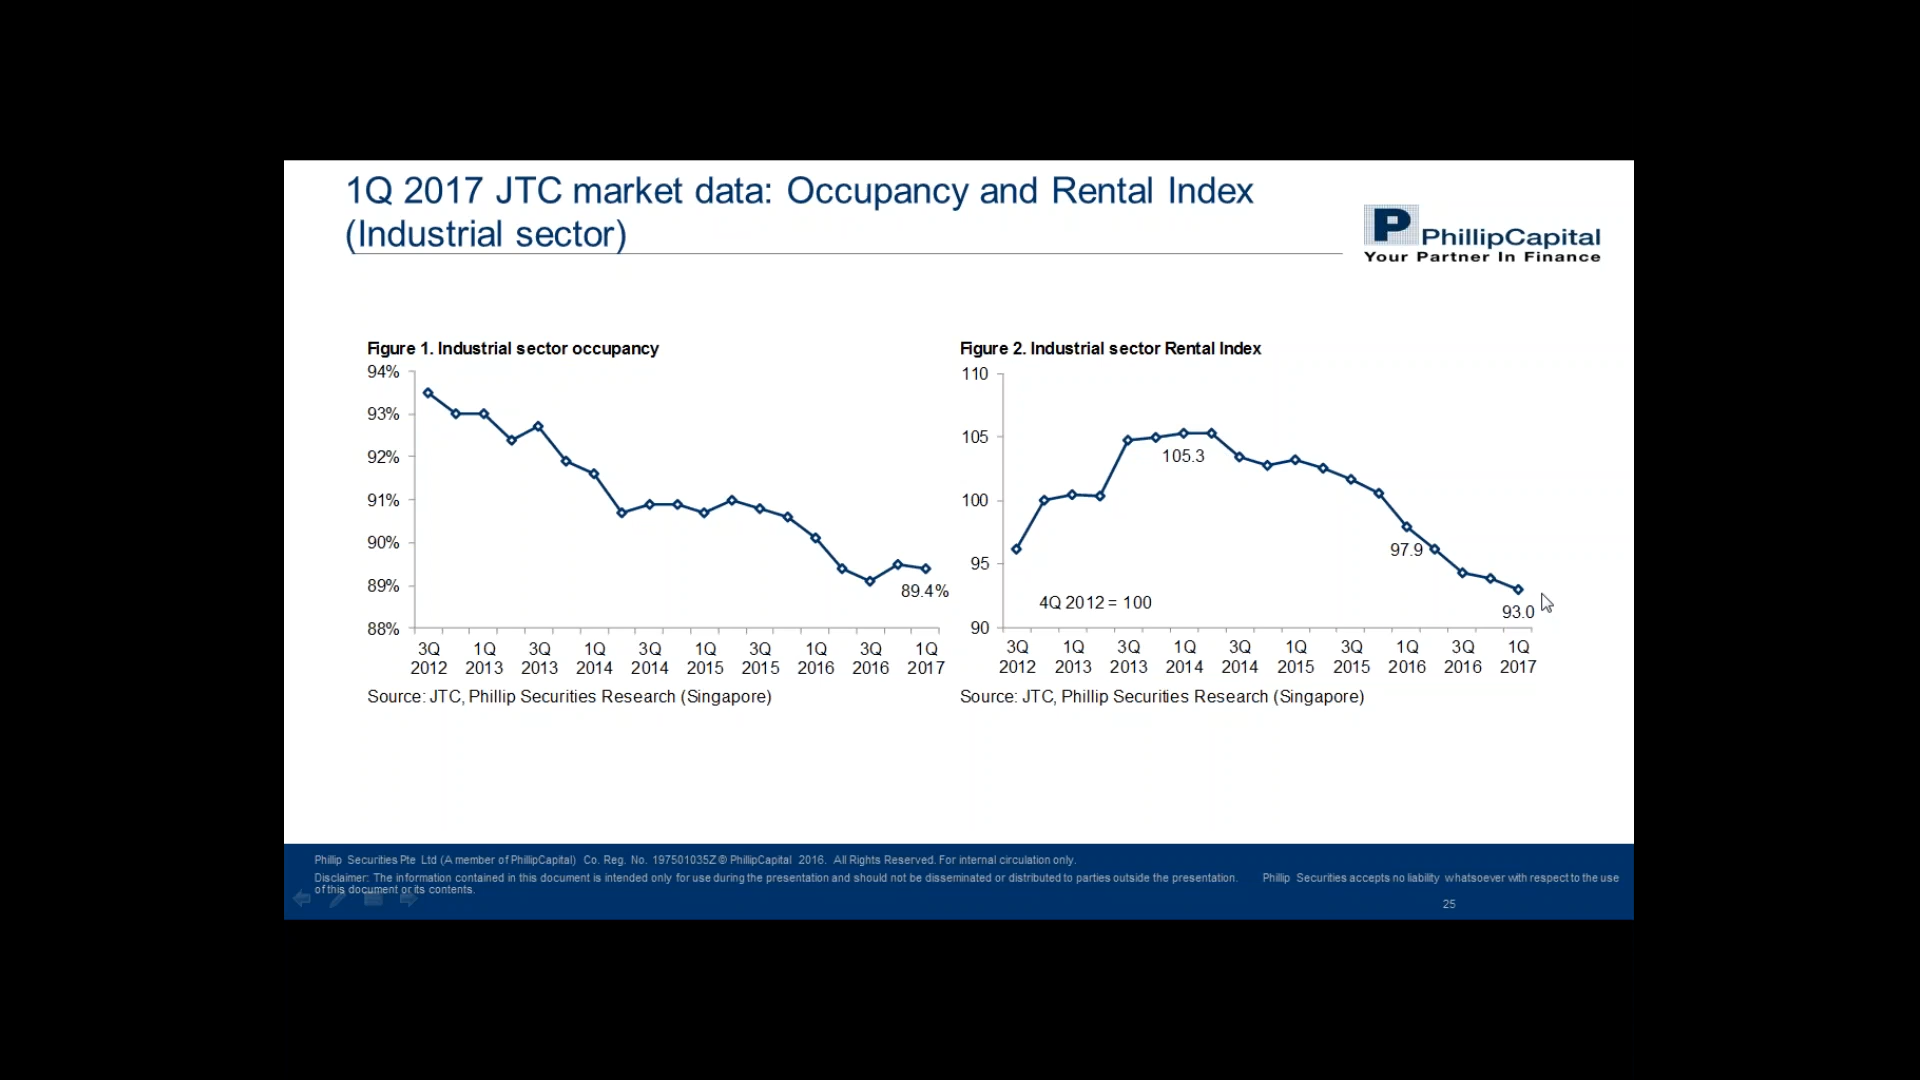 1Q 2017 JTC market data: Occupancy and Rental Index
(Industrial sector)
P
PhillipCapital
Your Partner In Finance
Figure 1. Industrial sector occupancy
94%
93%
92%
91%
90%
89%
88%
89.4%
3Q 1Q 3Q 1Q 3Q 1Q 3Q 1Q 3Q 1Q
2012 2013 2013 2014 2014 2015 2015 2016 2016 2017
Source: JTC, Phillip Securities Research (Singapore)
Figure 2. Industrial sector Rental Index
110
105
100
95
90
105.3
97.9
93.0
4Q 2012 = 100
3Q 1Q 3Q 1Q 3Q 1Q 3Q 1Q 3Q 1Q
2012 2013 2013 2014 2014 2015 2015 2016 2016 2017
Source: JTC, Phillip Securities Research (Singapore)
Phillip Securities Pte Ltd (A member of PhillipCapital) Co. Reg. No. 197501035Z © PhillipCapital 2016. All Rights Reserved. For internal circulation only.
Disclaimer: The information contained in this document is intended only for use during the presentation and should not be disseminated or distributed to parties outside the presentation. Phillip Securities accepts no liability whatsoever with respect to the use
of this document or its contents.
25